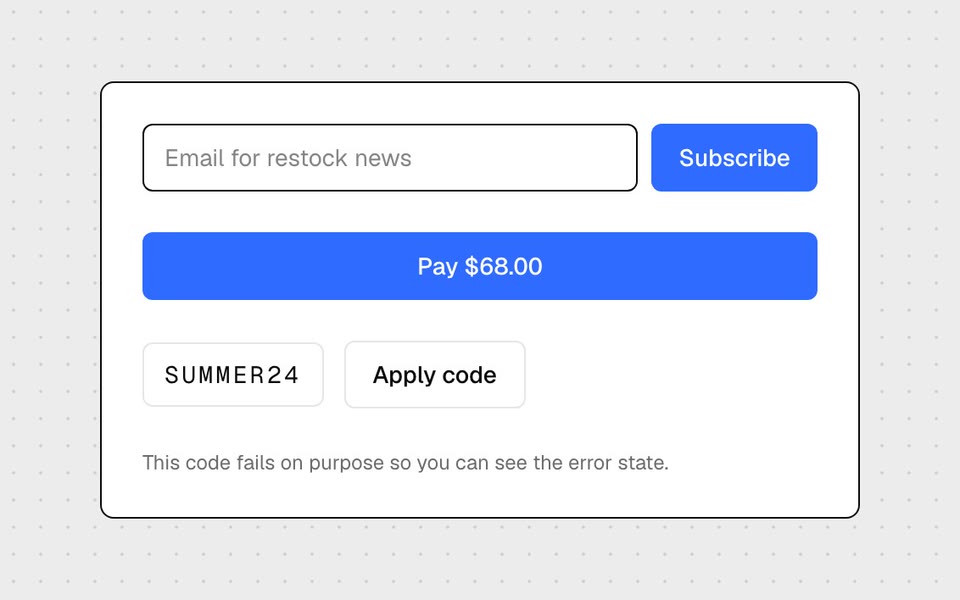 Email for restock news
Subscribe
Pay $68.00
SUMMER24
Apply code
This code fails on purpose so you can see the error state.